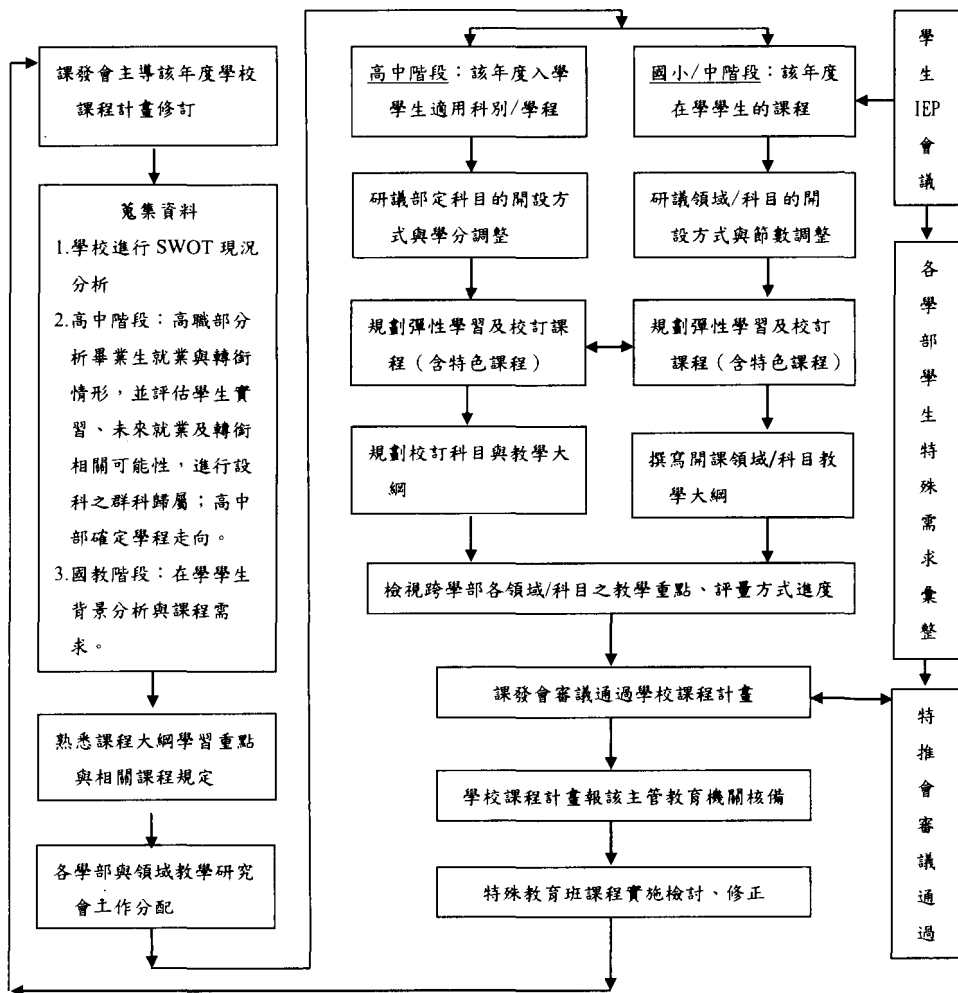 課發會主導該年度學校
課程計畫修訂
蒐集資料
1.學校進行 SWOT 現況
分析
2.高中階段：高職部分
析畢業生就業與轉銜
情形，並評估學生實
習、未來就業及轉銜
相關可能性，進行設
科之群科歸屬；高中
部確定學程走向。
3.國教階段：在學學生
背景分析與課程需
求。
熟悉課程大綱學習重點
與相關課程規定
各學部與領域教學研究
會工作分配
高中階段：該年度入學
學生適用科別/學程
研議部定科目的開設方
式與學分調整
規劃彈性學習及校訂課
程（含特色課程）
規劃校訂科目與教學大
綱
國小/中階段：該年度
在學學生的課程
研議領域/科目的開
設方式與節數調整
規劃彈性學習及校訂
課程（含特色課程）
撰寫開課領域/科目教
學大綱
檢視跨學部各領域/科目之教學重點、評量方式進度
課發會審議通過學校課程計畫
學校課程計畫報該主管教育機關核備
特殊教育班課程實施檢討、修正
學
生
IEP
會
議
各
學
部
學
生
特
殊
需
求
彙
整
特
推
會
審
議
通
過